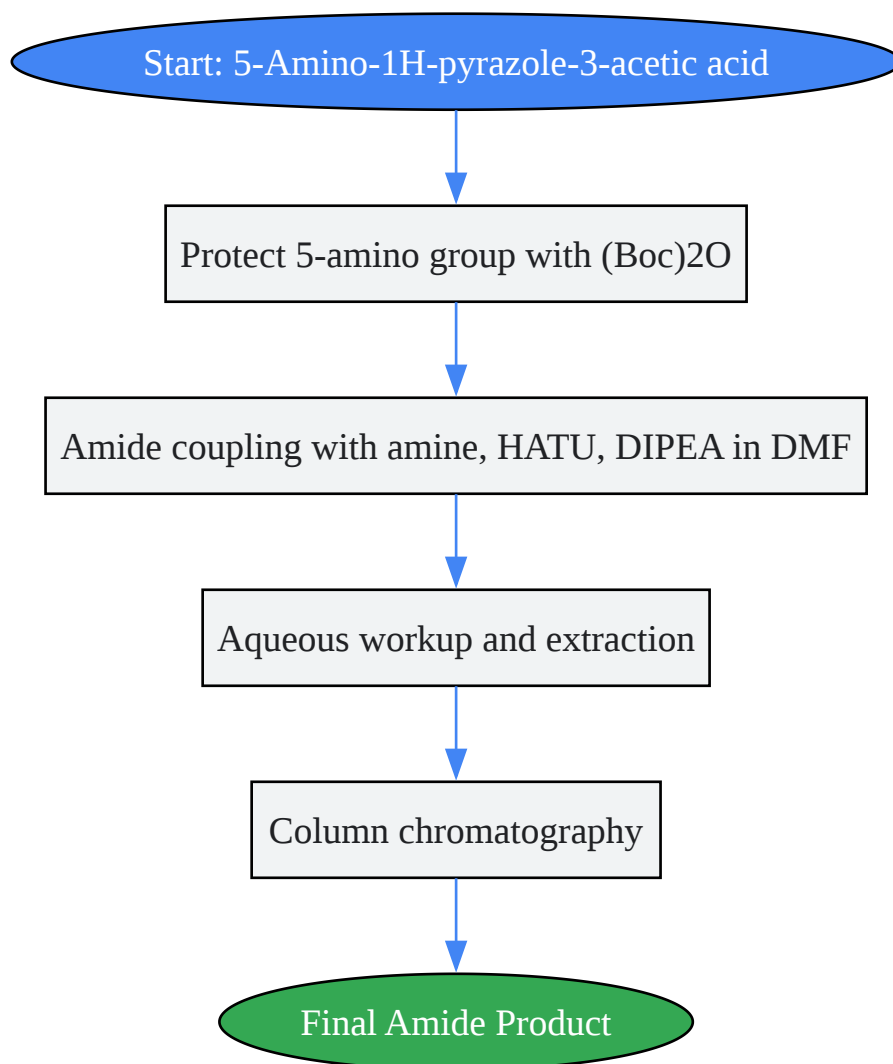 Start: 5-Amino-1H-pyrazole-3-acetic acid
Protect 5-amino group with (Boc)2O
Amide coupling with amine, HATU, DIPEA in DMF
Aqueous workup and extraction
Column chromatography
Final Amide Product